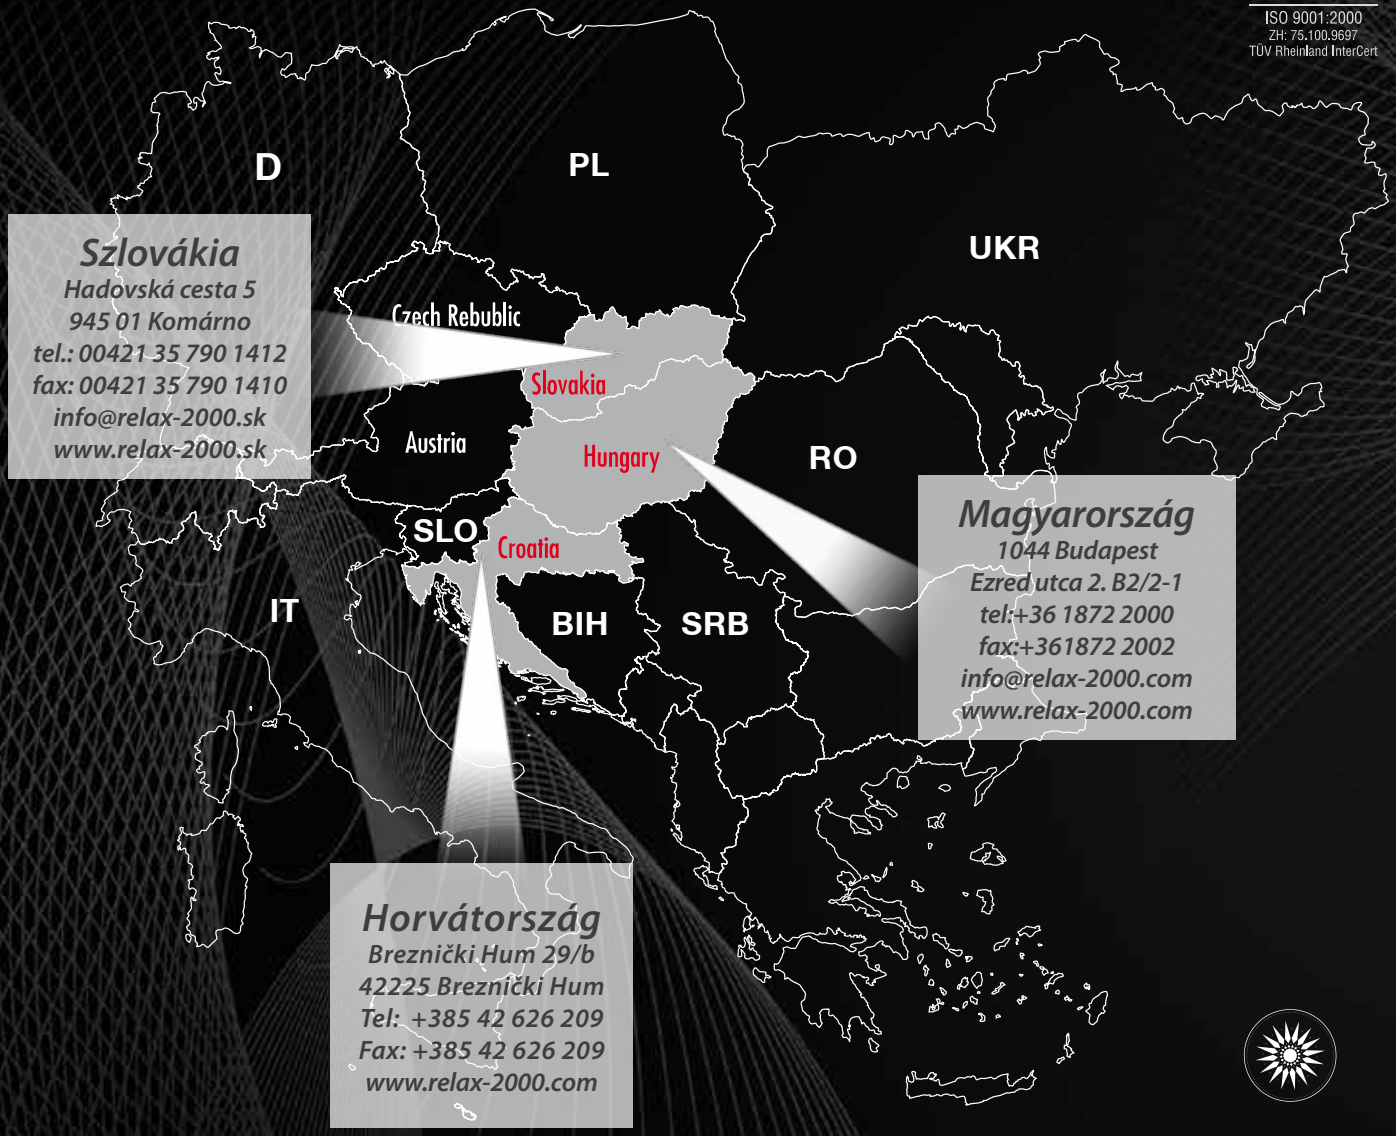 ISO 9001:2000
ZH: 75.100.9697
TÜV Rheinland InterCert
D
PL
UKR
Szlovákia
Hadovská cesta 5
945 01 Komárno
tel.: 00421 35 790 1412
fax: 00421 35 790 1410
info@relax-2000.sk
www.relax-2000.sk
Czech Rebublic
Slovakia
Austria
Hungary
RO
SLO
Croatia
IT
BIH
SRB
Magyarország
1044 Budapest
Ezred utca 2. B2/2-1
tel:+36 1872 2000
fax:+361872 2002
info@relax-2000.com
www.relax-2000.com
Horvátország
Breznički Hum 29/b
42225 Breznički Hum
Tel:  +385 42 626 209
Fax: +385 42 626 209
www.relax-2000.com